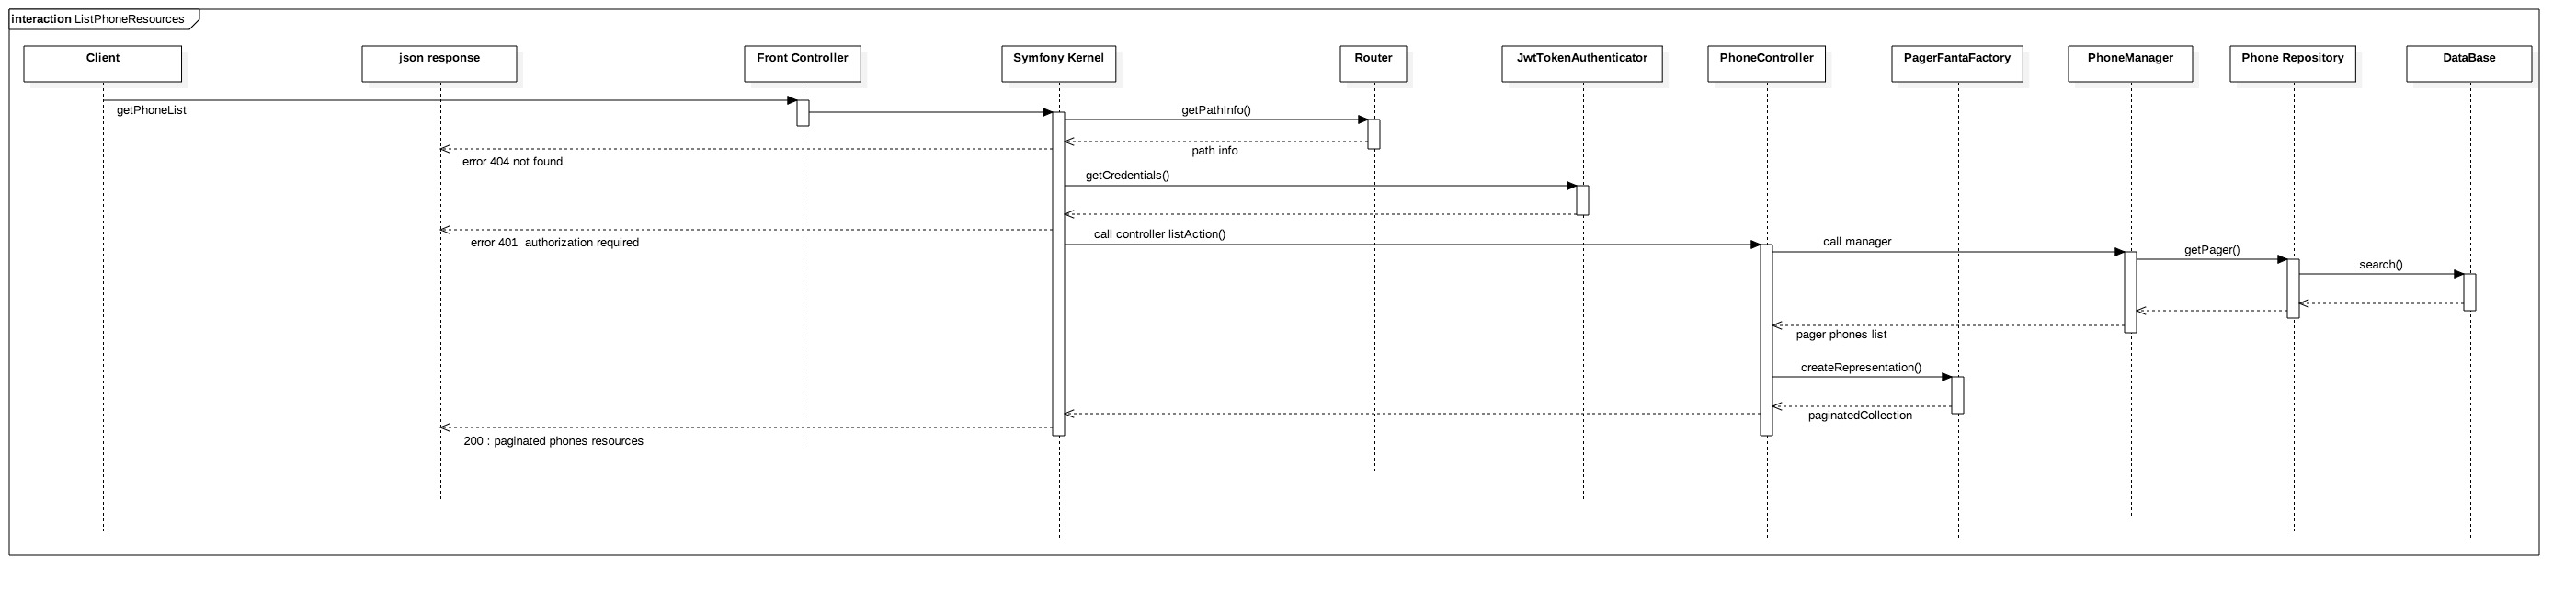 interaction ListPhoneResources
Client
json response
Front Controller
Symfony Kernel
Router
JwtTokenAuthenticator
PhoneController
PagerFantaFactory
PhoneManager
Phone Repository
DataBase
getPhoneList
getPathInfo()
path info
error 404 not found
getCredentials()
error 401  authorization required
call controller listAction()
call manager
getPager()
search()
pager phones list
createRepresentation()
paginatedCollection
200 : paginated phones resources